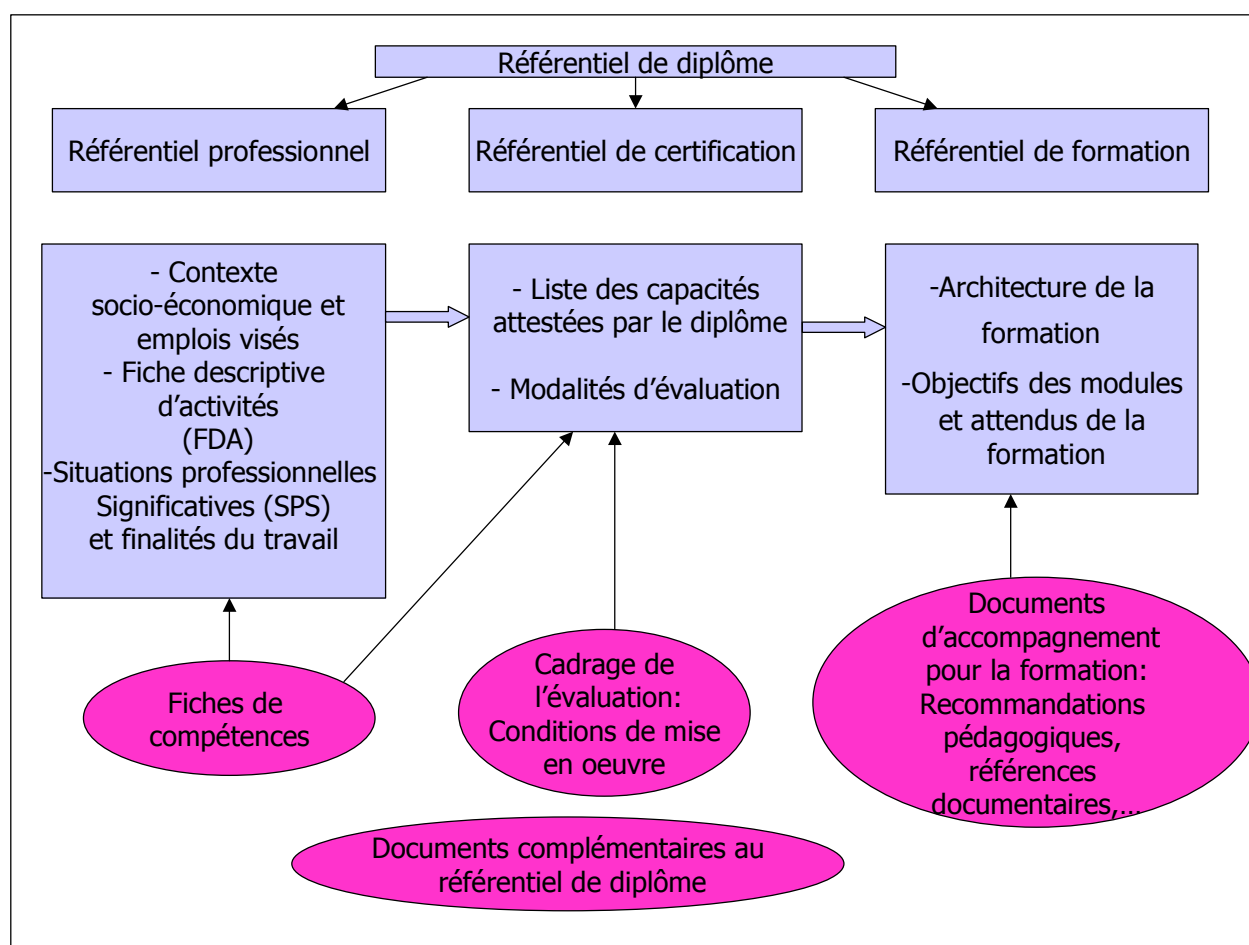 Référentiel de diplôme
Référentiel professionnel
Référentiel de certification
Référentiel de formation
- Contexte
socio-économique et
emplois visés
- Fiche descriptive
d’activités
(FDA)
-Situations professionnelles
Significatives (SPS)
et finalités du travail
- Liste des capacités
attestées par le diplôme
- Modalités d’évaluation
-Architecture de la
formation
-Objectifs des modules
et attendus de la
formation
Fiches de
compétences
Cadrage de
l’évaluation:
Conditions de mise
en oeuvre
Documents
d’accompagnement
pour la formation:
Recommandations
pédagogiques,
références
documentaires,…
Documents complémentaires au
référentiel de diplôme